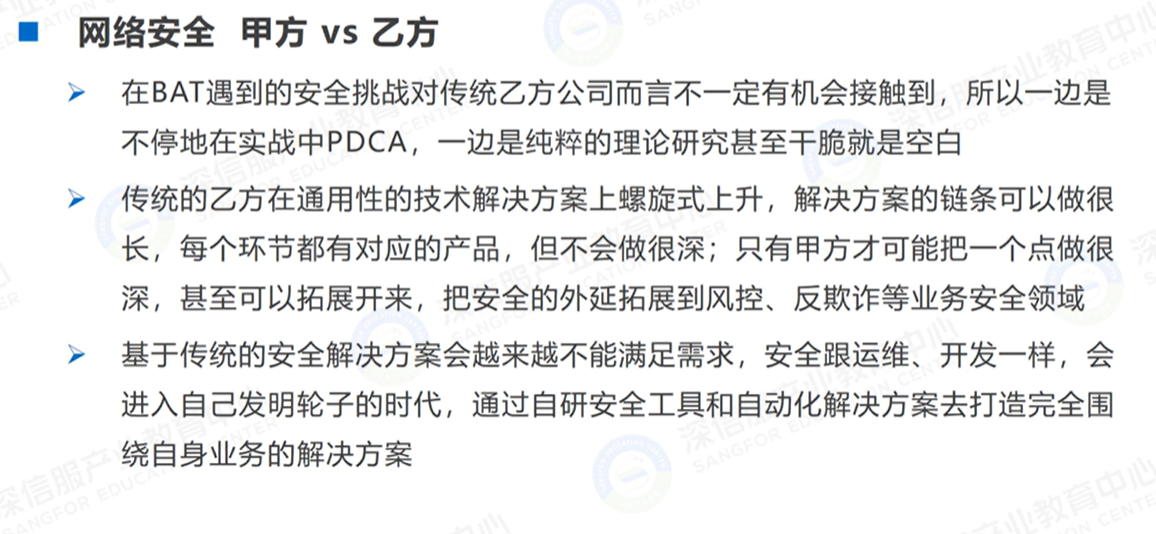 网络安全 甲方 vs 乙方
在BAT遇到的安全挑战对传统乙方公司而言不一定有机会接触到，所以一边是
不停地在实战中PDCA，一边是纯粹的理论研究甚至干脆就是空白
传统的乙方在通用性的技术解决方案上螺旋式上升，解决方案的链条可以做很
长，每个环节都有对应的产品，但不会做很深；只有甲方才可能把一个点做很
深，甚至可以拓展开来，把安全的外延拓展到风控、反欺诈等业务安全领域
基于传统的安全解决方案会越来越不能满足需求，安全跟运维、开发一样，会
进入自己发明轮子的时代，通过自研安全工具和自动化解决方案去打造完全围
绕自身业务的解决方案
深信服产业教育中心
SANGFOR EDUCATION CENTER